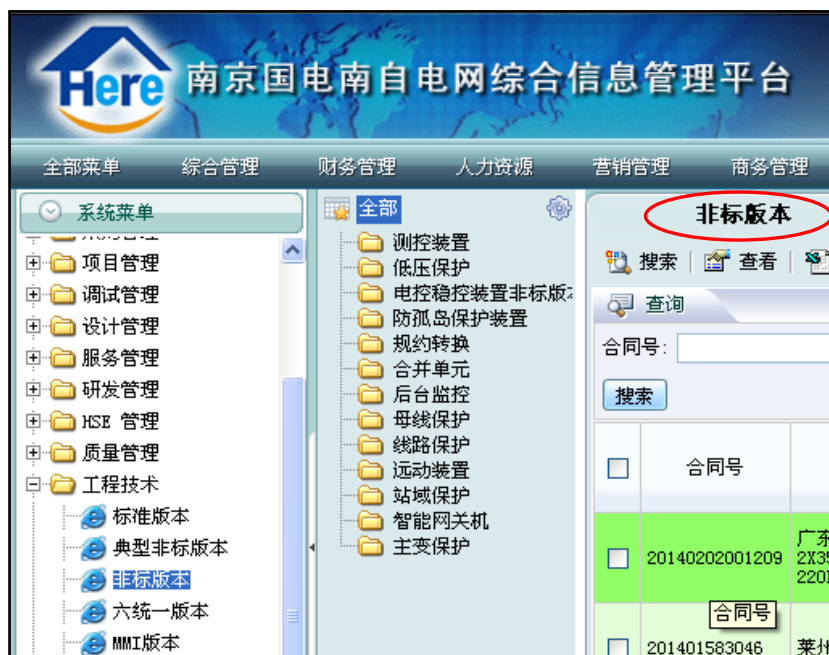 Here 南京国电南自电网综合信息管理平台
全部菜单 综合管理 财务管理 人力资源 营销管理 商务管理
系统菜单
项目管理
调试管理
设计管理
服务管理
研发管理
HSE 管理
质量管理
工程技术
标准版本
典型非标版本
非标版本
六统一版本
MMI版本
全部
测控装置
低压保护
电控稳控装置非标版
防孤岛保护装置
规约转换
合并单元
后台监控
母线保护
线路保护
远动装置
站域保护
智能网关机
主变保护
非标版本
搜索 查看
查询
合同号:
搜索
合同号
20140202001209 广东
2X35
220
合同号
201401583046 莱州